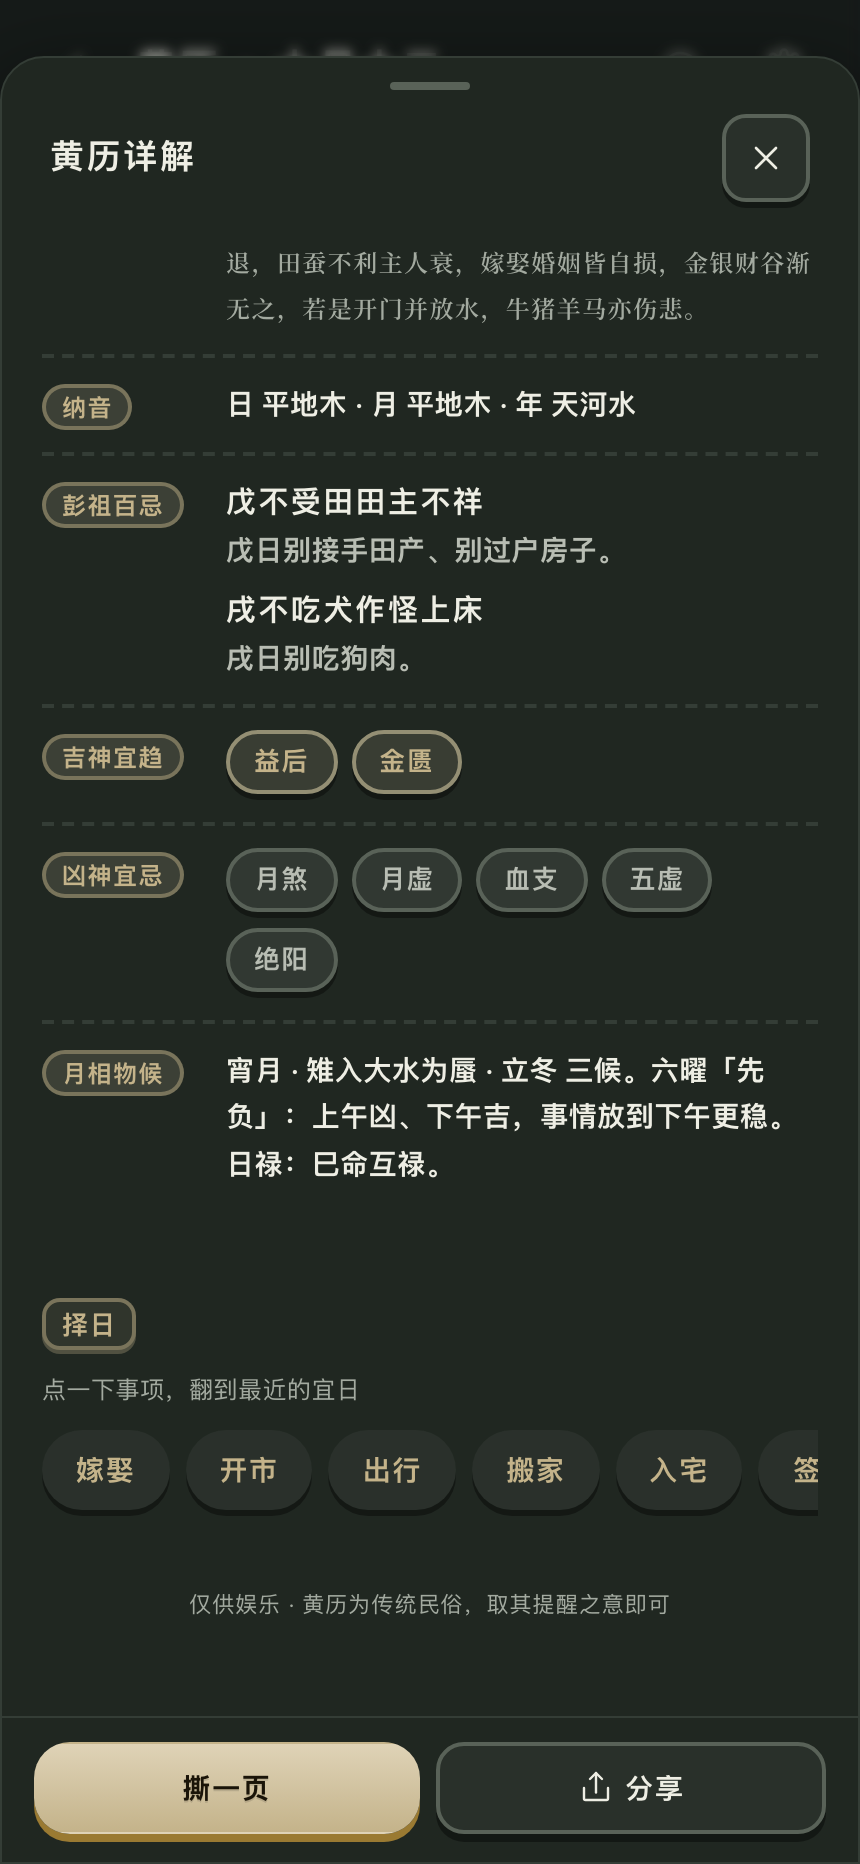 黄历详解
退，田蚕不利主人衰，嫁娶婚姻皆自损，金银财谷渐
无之，若是开门并放水，牛猪羊马亦伤悲。
纳音
日 平地木 · 月 平地木 · 年 天河水
彭祖百忌
戊不受田田主不祥
戊日别接手田产、别过户房子。
戌不吃犬作怪上床
戌日别吃狗肉。
吉神宜趋
益后 金匮
凶神宜忌
月煞 月虚 血支 五虚
绝阳
月相物候
宵月 · 雉入大水为蜃 · 立冬 三候。六曜「先
负」：上午凶、下午吉，事情放到下午更稳。
日禄：巳命互禄。
择日
点一下事项，翻到最近的宜日
嫁娶 开市 出行 搬家 入宅 签
仅供娱乐 · 黄历为传统民俗，取其提醒之意即可
撕一页 分享